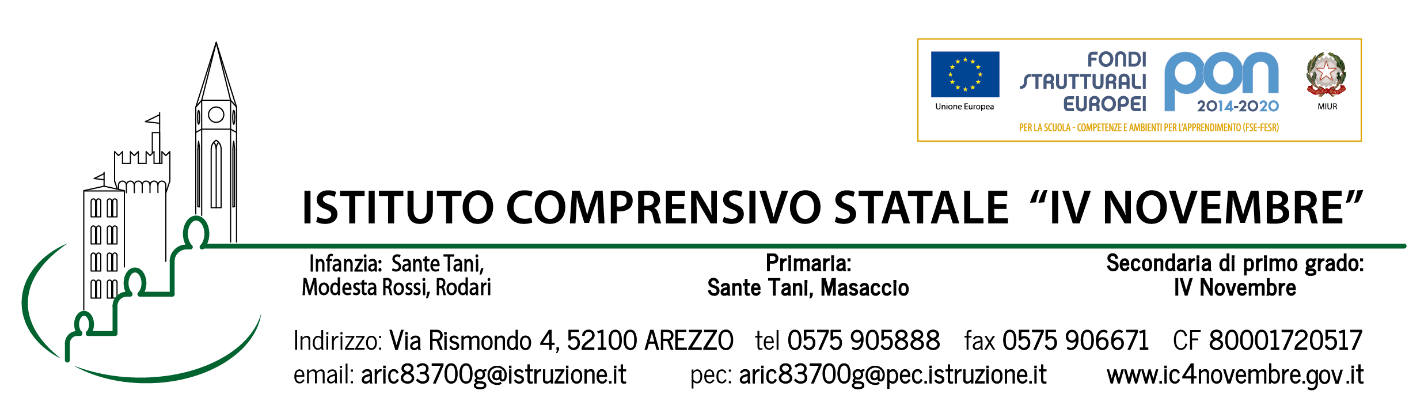 FONDI
STRUTTURALI
EUROPEI
pon
2014-2020
Unione Europea
MIUR
PER LA SCUOLA - COMPETENZE E AMBIENTI PER L'APPRENDIMENTO (FSE-FESR)
ISTITUTO COMPRENSIVO STATALE "IV NOVEMBRE"
Infanzia: Sante Tani,
Modesta Rossi, Rodari
Primaria:
Sante Tani, Masaccio
Secondaria di primo grado:
IV Novembre
Indirizzo: Via Rismondo 4, 52100 AREZZO tel 0575 905888 fax 0575 906671 CF 80001720517
email: aric83700g@istruzione.it pec: aric83700g@pec.istruzione.it www.ic4novembre.gov.it